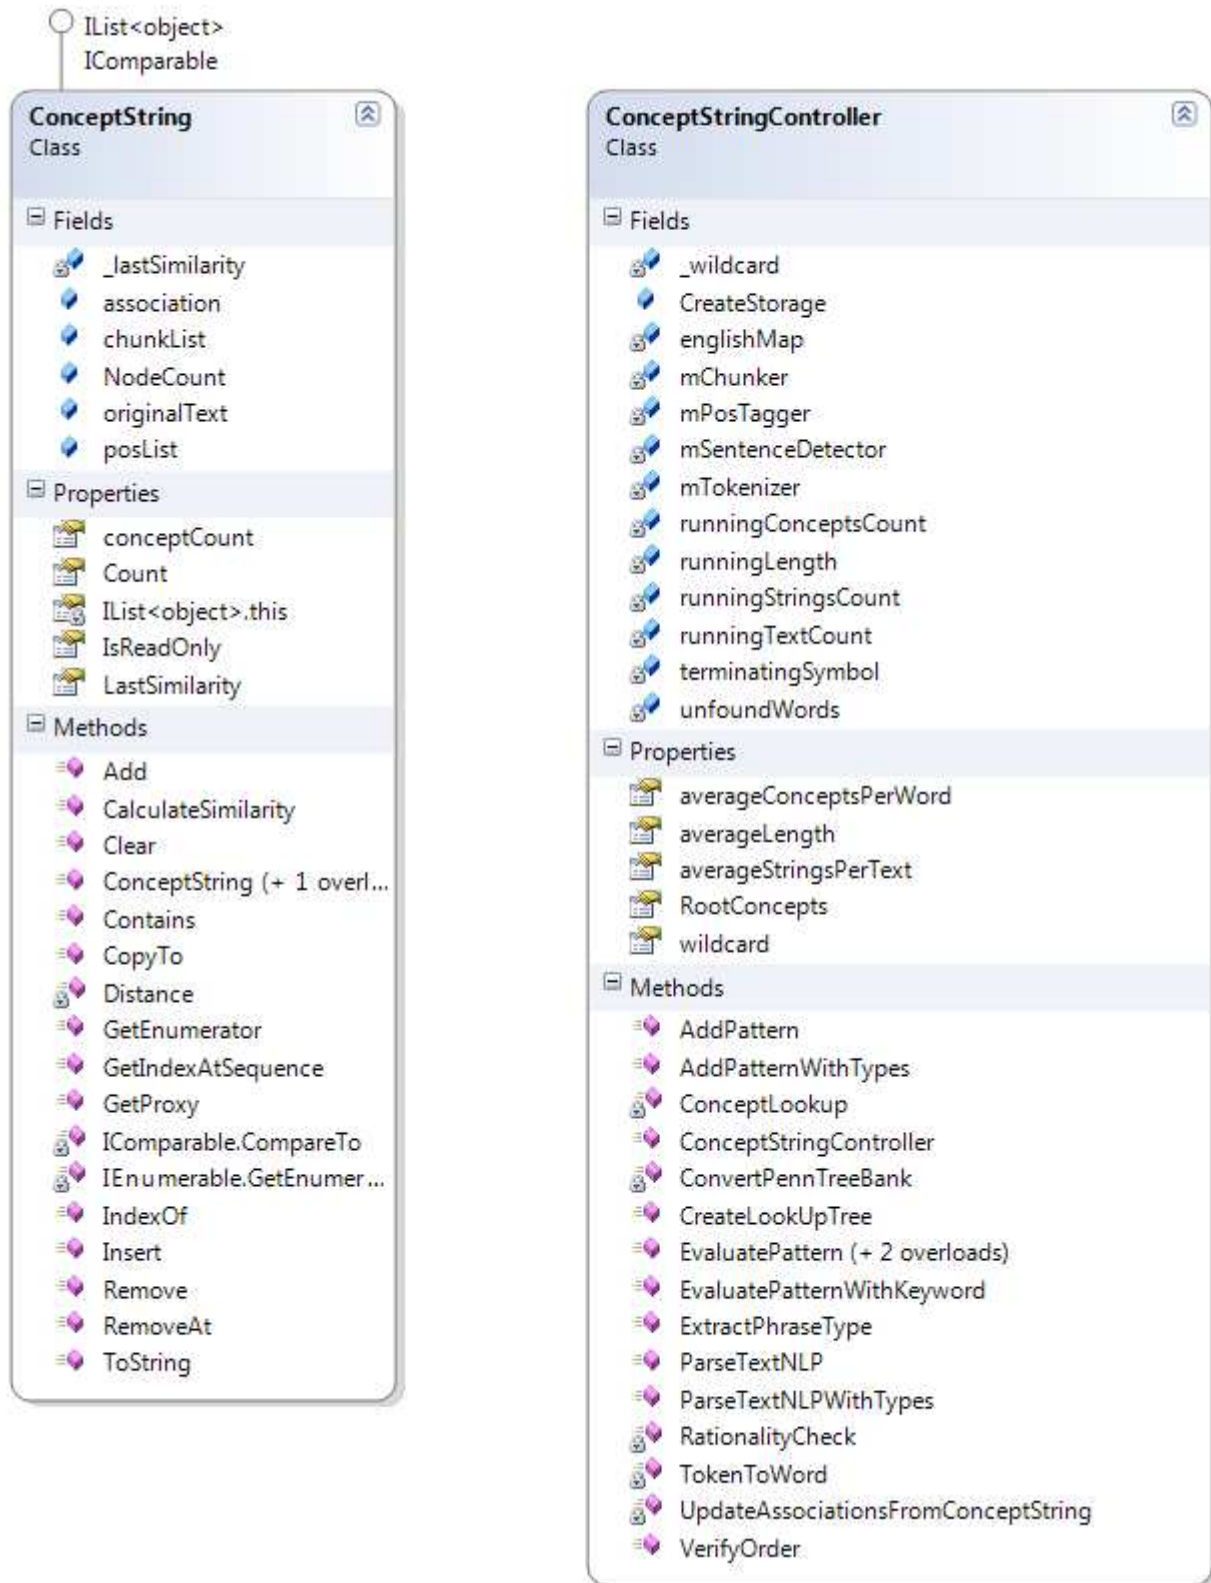 IList<object>
IComparable
ConceptString
Class
Fields
_lastSimilarity
association
chunkList
NodeCount
originalText
posList
Properties
conceptCount
Count
IList<object>.this
IsReadOnly
LastSimilarity
Methods
Add
CalculateSimilarity
Clear
ConceptString (+ 1 overl...
Contains
CopyTo
Distance
GetEnumerator
GetIndexAtSequence
GetProxy
IComparable.CompareTo
IEnumerable.GetEnumer...
IndexOf
Insert
Remove
RemoveAt
ToString
ConceptStringController
Class
Fields
_wildcard
CreateStorage
englishMap
mChunker
mPosTagger
mSentenceDetector
mTokenizer
runningConceptsCount
runningLength
runningStringsCount
runningTextCount
terminatingSymbol
unfoundWords
Properties
averageConceptsPerWord
averageLength
averageStringsPerText
RootConcepts
wildcard
Methods
AddPattern
AddPatternWithTypes
ConceptLookup
ConceptStringController
ConvertPennTreeBank
CreateLookUpTree
EvaluatePattern (+ 2 overloads)
EvaluatePatternWithKeyword
ExtractPhraseType
ParseTextNLP
ParseTextNLPWithTypes
RationalityCheck
TokenToWord
UpdateAssociationsFromConceptString
VerifyOrder